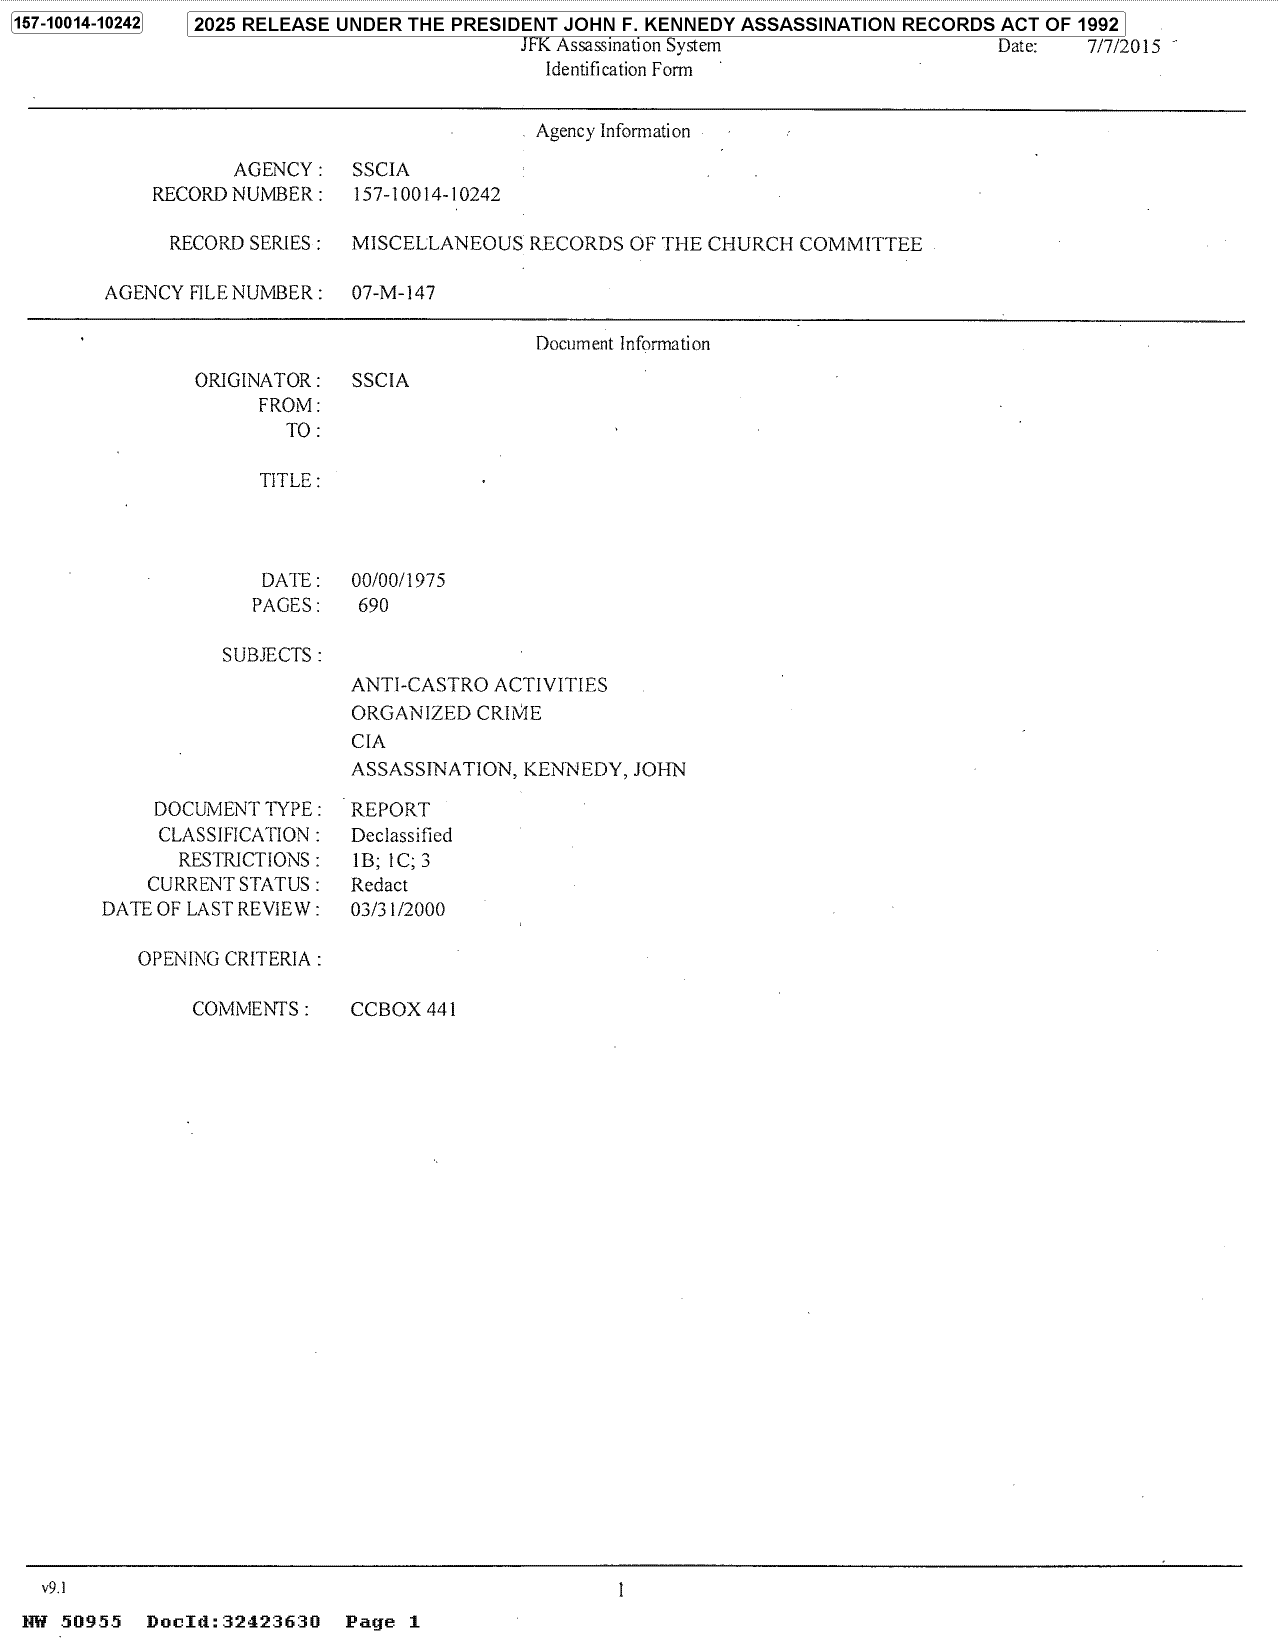 157-10014-10242 2025 RELEASE UNDER THE PRESIDENT JOHN F. KENNEDY ASSASSINATION RECORDS ACT OF 1992
JFK Assassination System Date: 7/7/2015
Identification Form
Agency Information
AGENCY : SSCIA
RECORD NUMBER : 157-10014-10242
RECORD SERIES : MISCELLANEOUS RECORDS OF THE CHURCH COMMITTEE
AGENCY FILE NUMBER : 07-M-147
Document Information
ORIGINATOR : SSCIA
FROM :
TO :
TITLE :
DATE : 00/00/1975
PAGES : 690
SUBJECTS :
ANTI-CASTRO ACTIVITIES
ORGANIZED CRIME
CIA
ASSASSINATION, KENNEDY, JOHN
DOCUMENT TYPE : REPORT
CLASSIFICATION : Declassified
RESTRICTIONS : 1B; 1C; 3
CURRENT STATUS : Redact
DATE OF LAST REVIEW : 03/31/2000
OPENING CRITERIA :
COMMENTS : CCBOX 441
v9.1 1
NW 50955 DocId:32423630 Page 1